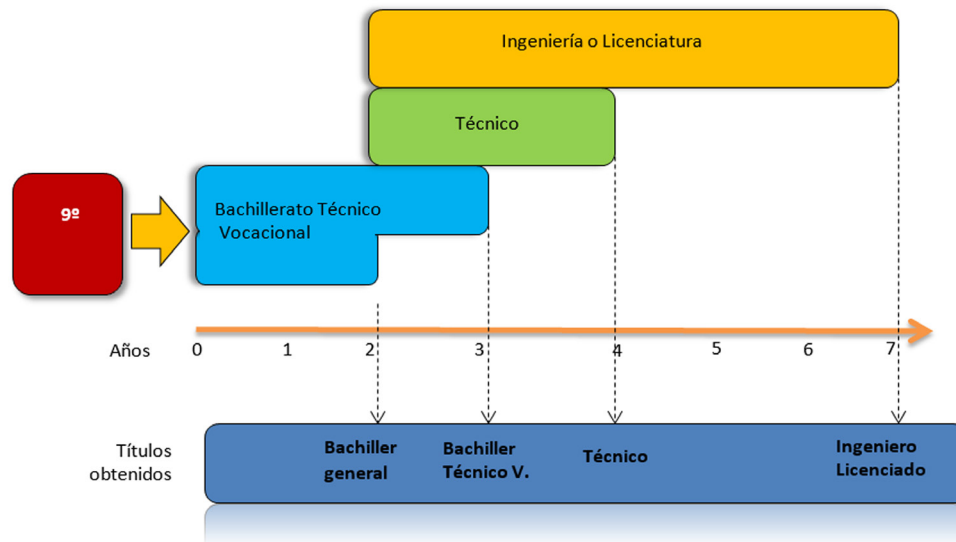 Ingeniería o Licenciatura
Técnico
9º
Bachillerato Técnico
Vocacional
Años 0 1 2 3 4 5 6 7
Títulos
obtenidos
Bachiller
general
Bachiller
Técnico V.
Técnico
Ingeniero
Licenciado